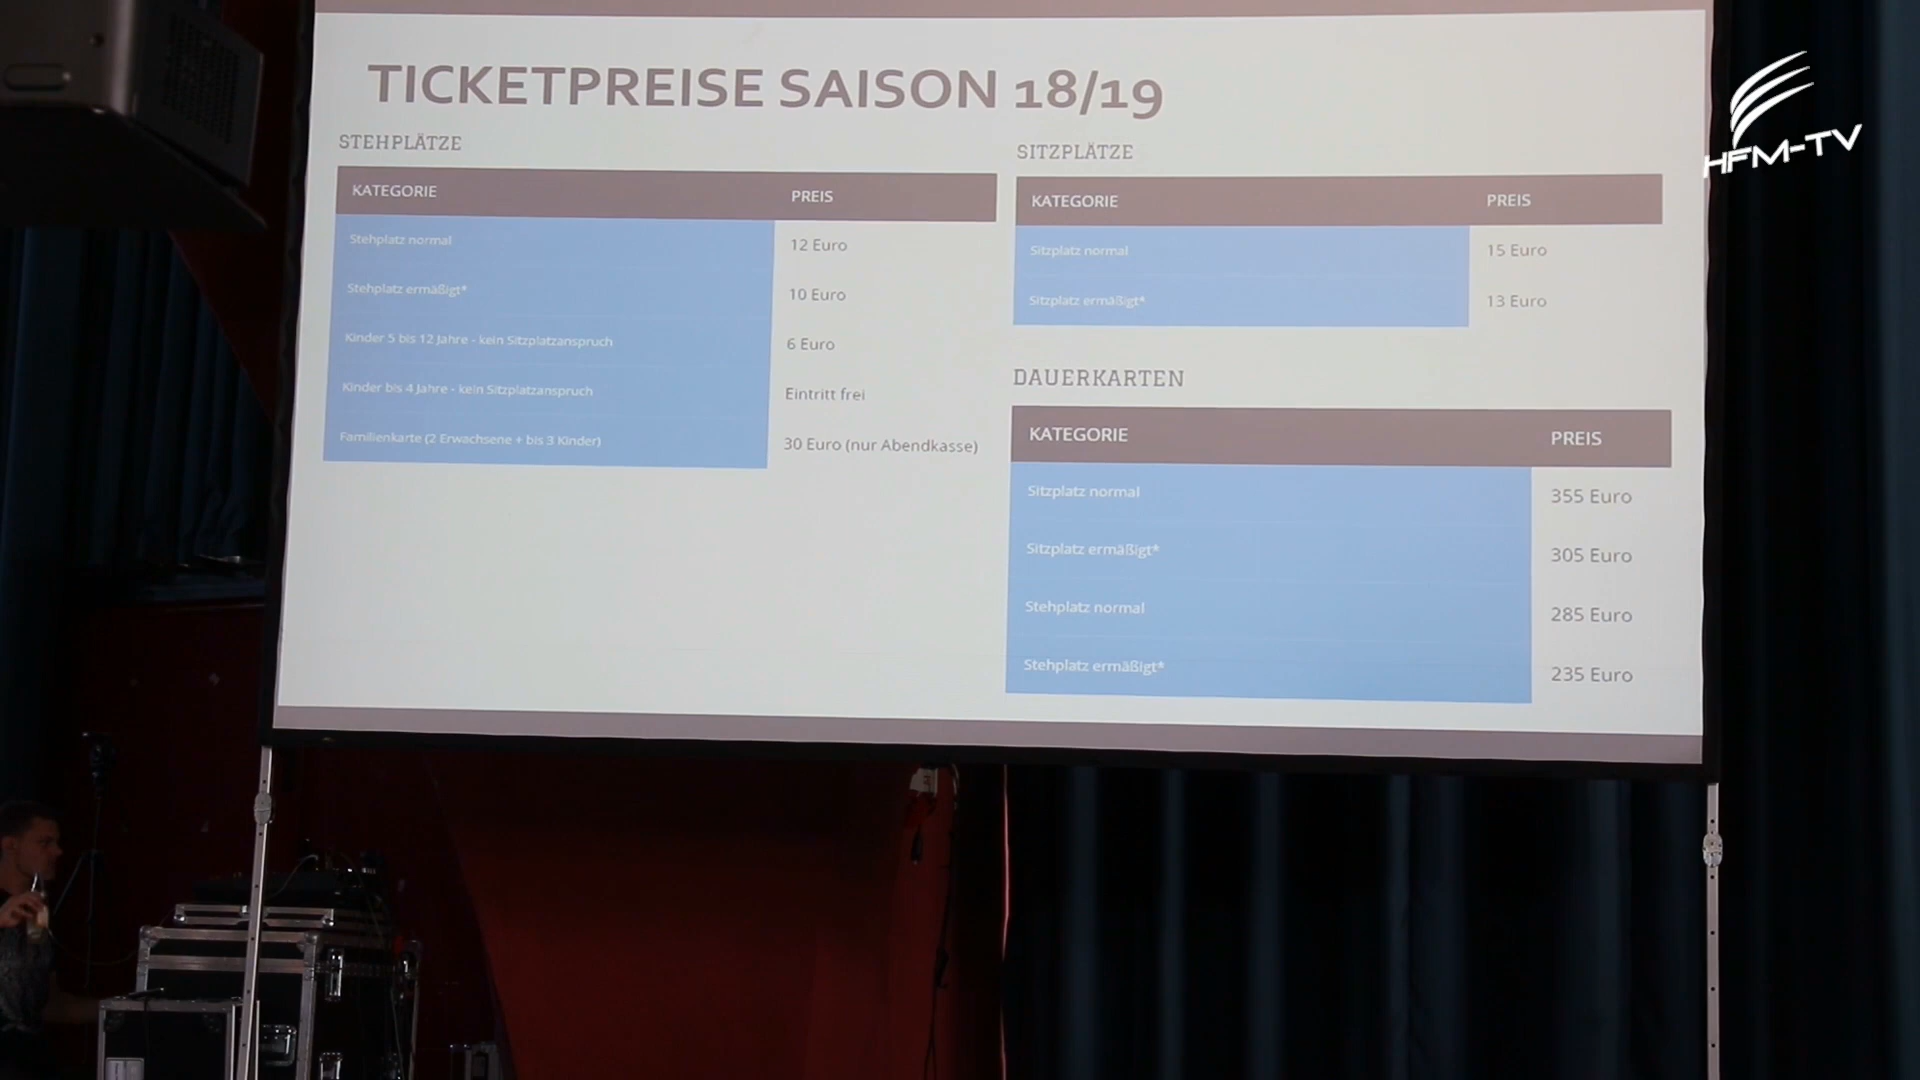 TICKETPREISE SAISON 18/19
STEHPLÄTZE
KATEGORIE PREIS
Stehplatz normal 12 Euro
Stehplatz ermäßigt* 10 Euro
Kinder 5 bis 12 Jahre - kein Sitzplatzanspruch 6 Euro
Kinder bis 4 Jahre - kein Sitzplatzanspruch Eintritt frei
Familienkarte (2 Erwachsene + bis 3 Kinder) 30 Euro (nur Abendkasse)
SITZPLÄTZE
KATEGORIE PREIS
Sitzplatz normal 15 Euro
Sitzplatz ermäßigt* 13 Euro
DAUERKARTEN
KATEGORIE PREIS
Sitzplatz normal 355 Euro
Sitzplatz ermäßigt* 305 Euro
Stehplatz normal 285 Euro
Stehplatz ermäßigt* 235 Euro
HFM-TV